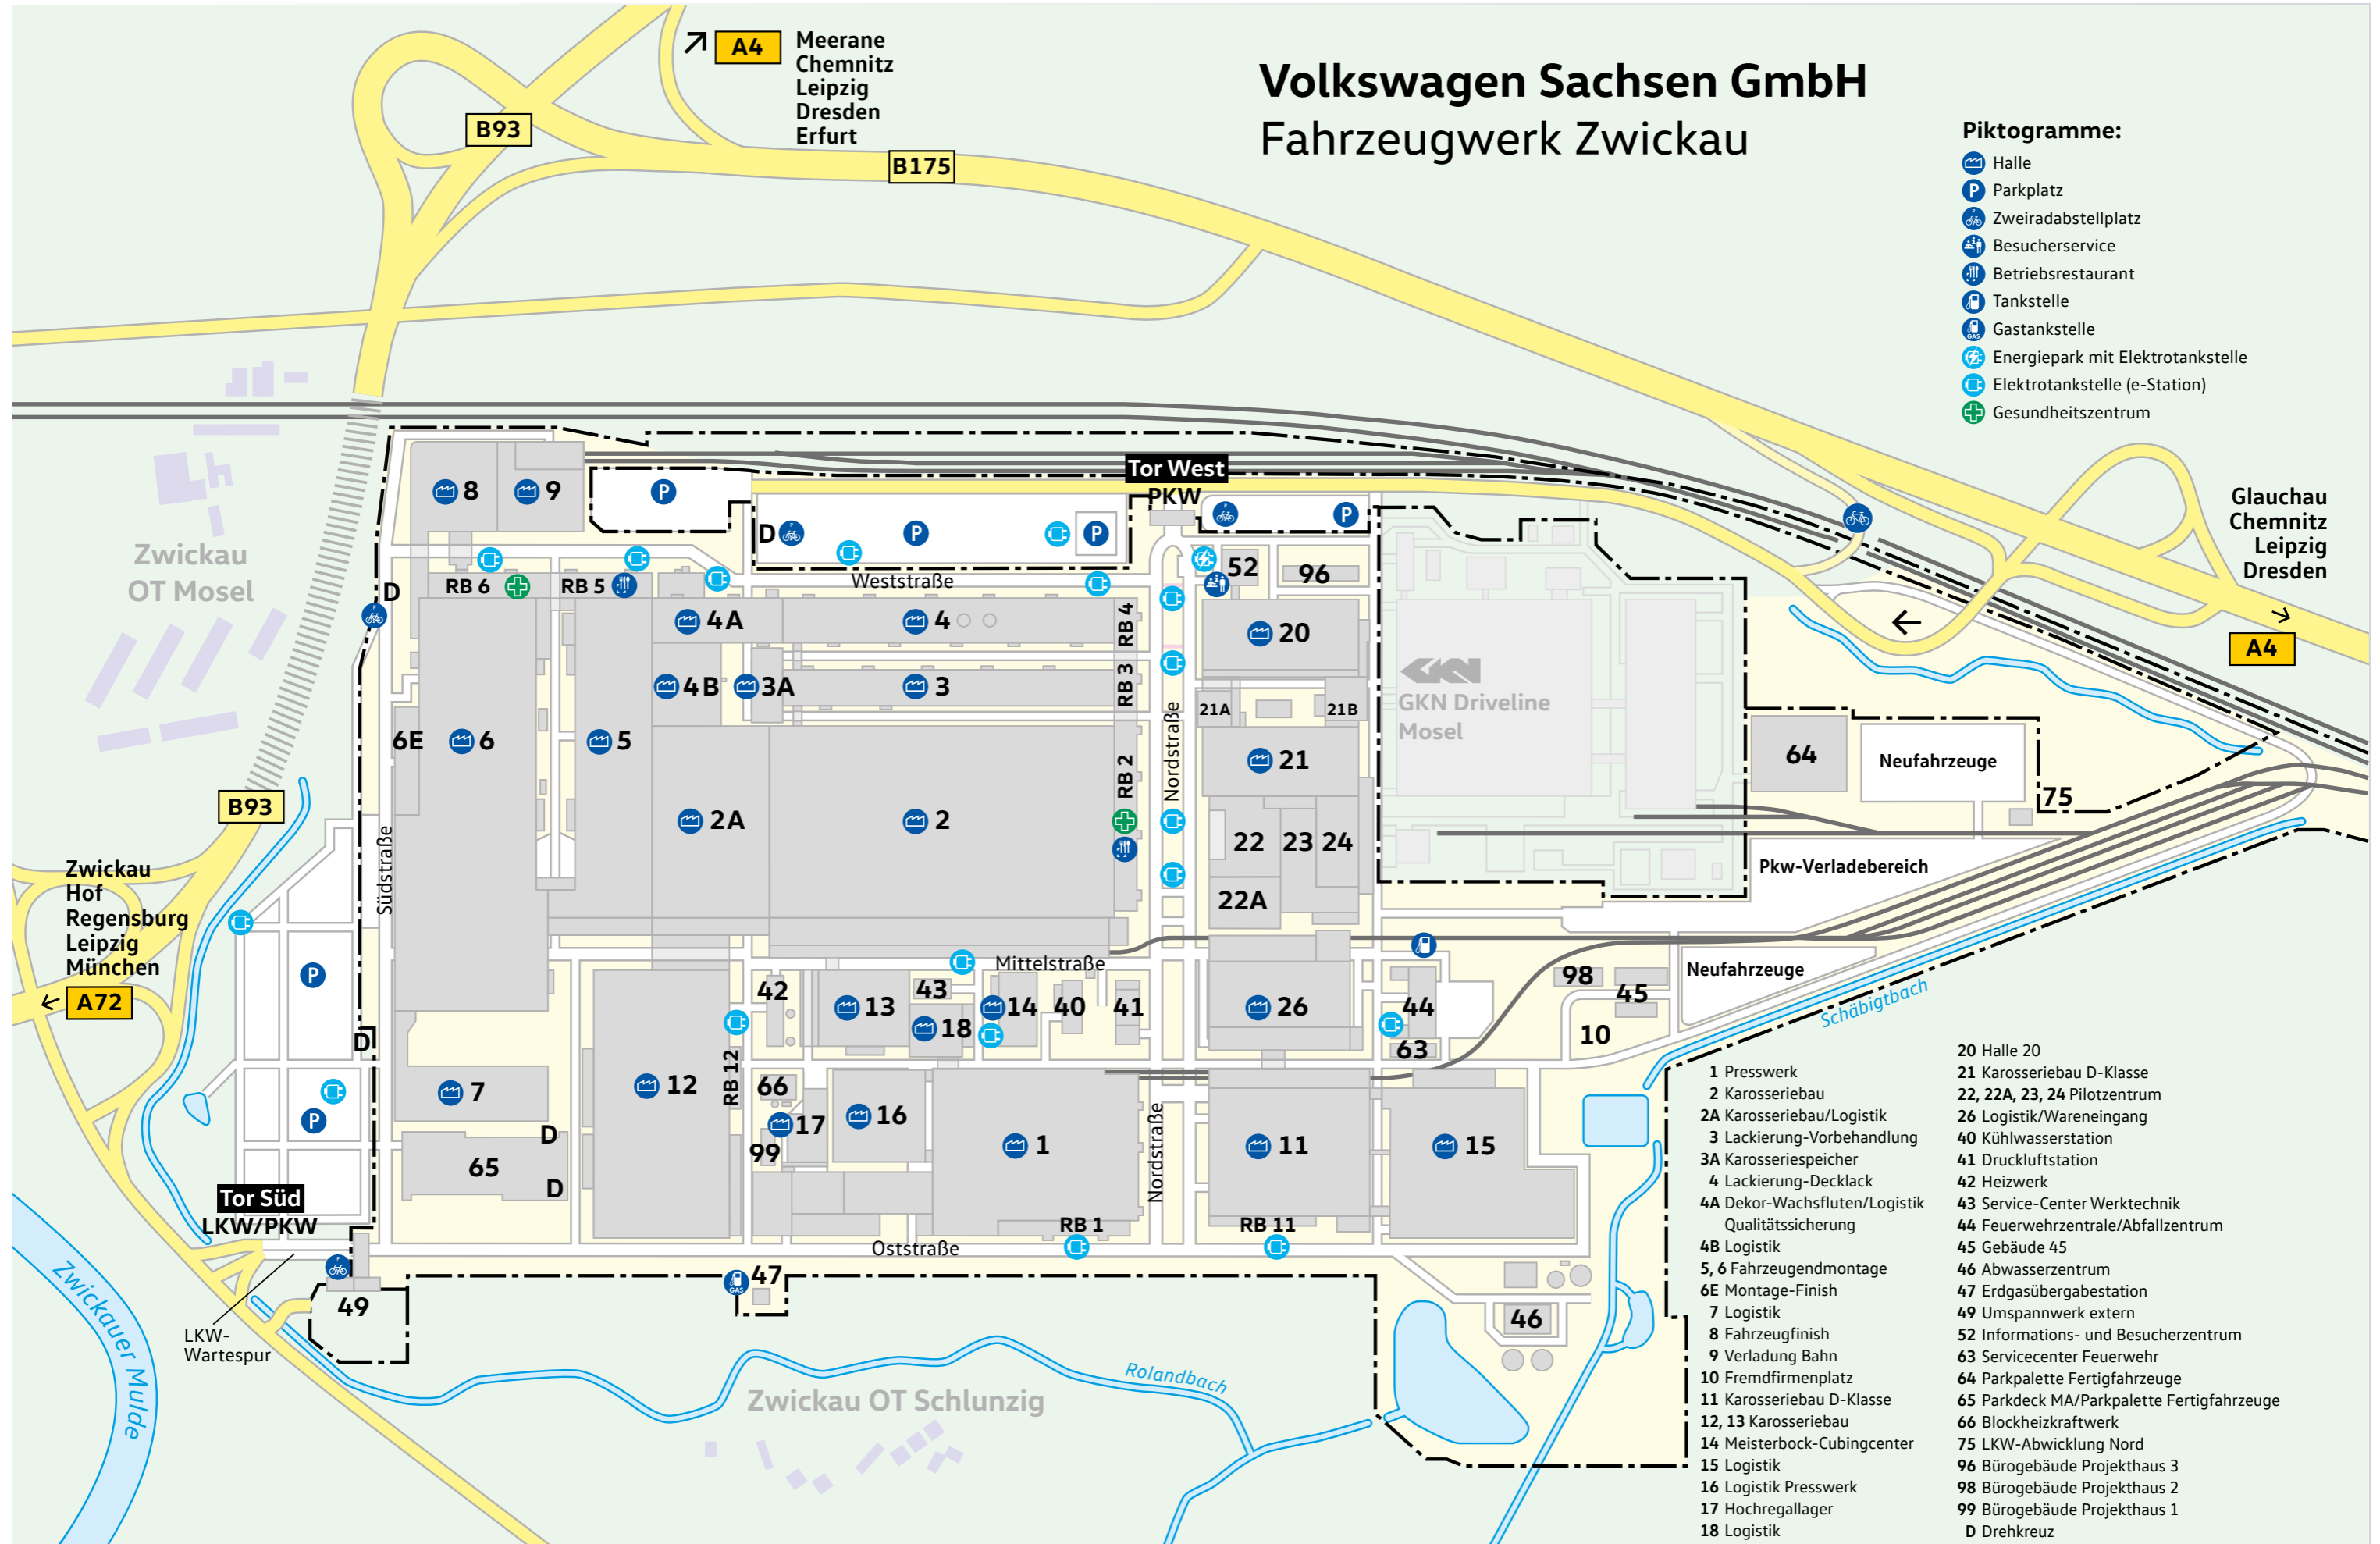 A4
Meerane
Chemnitz
Leipzig
Dresden
Erfurt
B93
B175
Volkswagen Sachsen GmbH
Fahrzeugwerk Zwickau
Piktogramme:
Halle
P Parkplatz
Zweiradabstellplatz
Besucherservice
Betriebsrestaurant
Tankstelle
GAS Gastankstelle
Energiepark mit Elektrotankstelle
Elektrotankstelle (e-Station)
Gesundheitszentrum
Tor West
PKW
8
9
P
D
P
P
P
Glauchau
Chemnitz
Leipzig
Dresden
A4
Zwickau
OT Mosel
D
RB 6
RB 5
Weststraße
52
96
4A
4
RB 4
20
4B
3A
3
RB 3
21A
21B
GKN
GKN Driveline
Mosel
6E
6
5
RB 2
Nordstraße
21
64
Neufahrzeuge
75
B93
2A
2
22
23
24
22A
Südstraße
Pkw-Verladebereich
Zwickau
Hof
Regensburg
Leipzig
München
A72
P
Mittelstraße
42
13
43
18
14
40
41
26
44
63
98
45
10
Neufahrzeuge
Schäbigtbach
D
7
P
12
RB 12
66
17
99
16
1
Nordstraße
11
15
D
65
D
Tor Süd
LKW/PKW
RB 1
RB 11
Oststraße
49
GAS
47
46
LKW-
Wartespur
Zwickauer Mulde
Rolandbach
Zwickau OT Schlunzig
1 Presswerk
2 Karosseriebau
2A Karosseriebau/Logistik
3 Lackierung-Vorbehandlung
3A Karosseriespeicher
4 Lackierung-Decklack
4A Dekor-Wachsfluten/Logistik
Qualitätssicherung
4B Logistik
5, 6 Fahrzeugendmontage
6E Montage-Finish
7 Logistik
8 Fahrzeugfinish
9 Verladung Bahn
10 Fremdfirmenplatz
11 Karosseriebau D-Klasse
12, 13 Karosseriebau
14 Meisterbock-Cubingcenter
15 Logistik
16 Logistik Presswerk
17 Hochregallager
18 Logistik
20 Halle 20
21 Karosseriebau D-Klasse
22, 22A, 23, 24 Pilotzentrum
26 Logistik/Wareneingang
40 Kühlwasserstation
41 Druckluftstation
42 Heizwerk
43 Service-Center Werktechnik
44 Feuerwehrzentrale/Abfallzentrum
45 Gebäude 45
46 Abwasserzentrum
47 Erdgasübergabestation
49 Umspannwerk extern
52 Informations- und Besucherzentrum
63 Servicecenter Feuerwehr
64 Parkpalette Fertigfahrzeuge
65 Parkdeck MA/Parkpalette Fertigfahrzeuge
66 Blockheizkraftwerk
75 LKW-Abwicklung Nord
96 Bürogebäude Projekthaus 3
98 Bürogebäude Projekthaus 2
99 Bürogebäude Projekthaus 1
D Drehkreuz